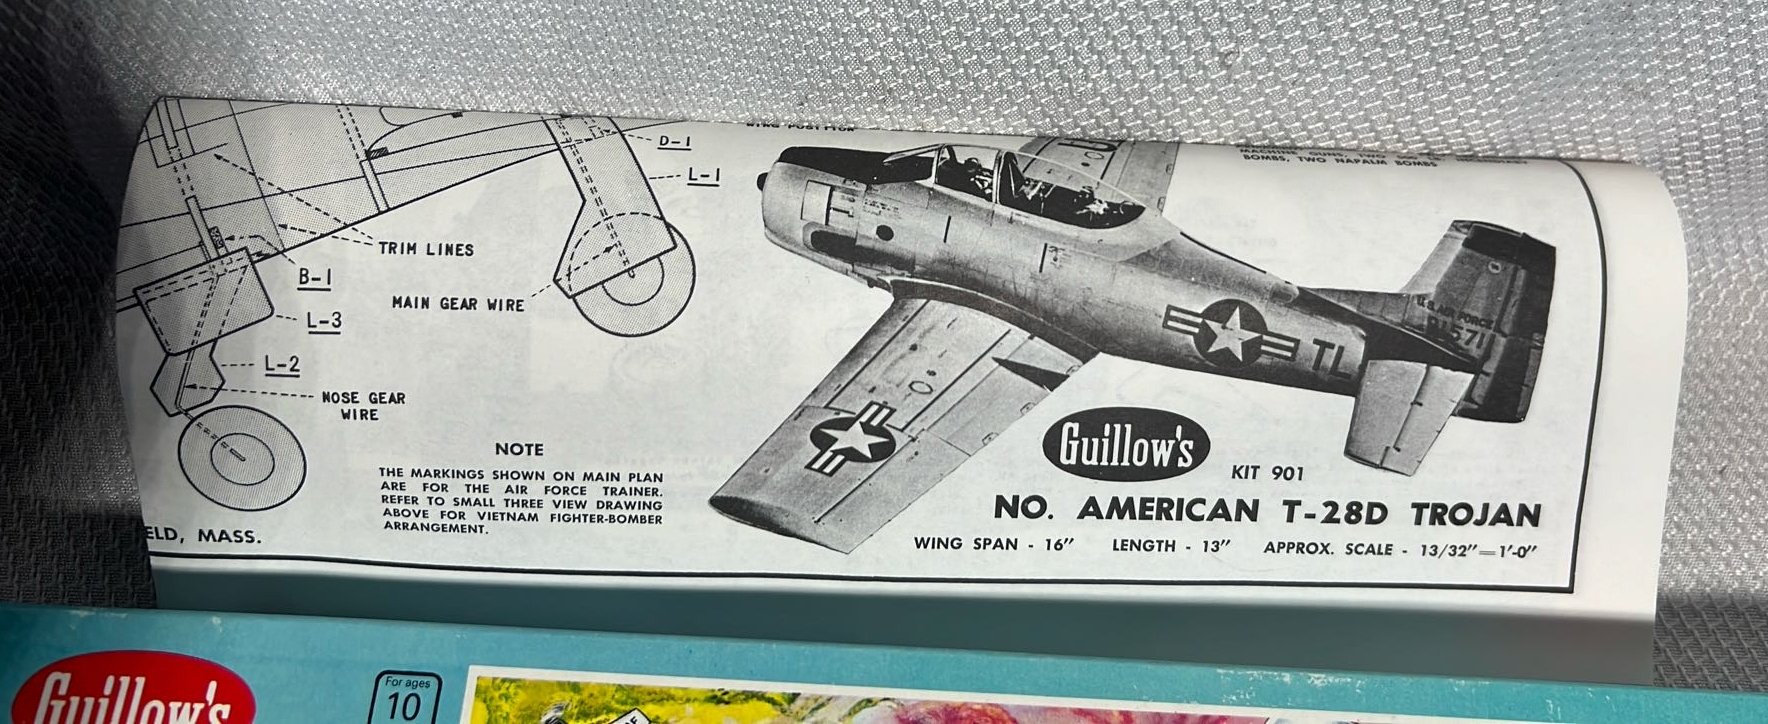 D-1
L-1
BOMBS, TWO NAPALM BOMBS
TRIM LINES
B-1
MAIN GEAR WIRE
L-3
L-2
NOSE GEAR
WIRE
NOTE
THE MARKINGS SHOWN ON MAIN PLAN
ARE FOR THE AIR FORCE TRAINER.
REFER TO SMALL THREE VIEW DRAWING
ABOVE FOR VIETNAM FIGHTER-BOMBER
ARRANGEMENT.
ELD, MASS.
U.S. AIR FORCE
TL
Guillow's
KIT 901
NO. AMERICAN T-28D TROJAN
WING SPAN - 16" LENGTH - 13" APPROX. SCALE - 13/32"=1'-0"
Guillow's
For ages
10